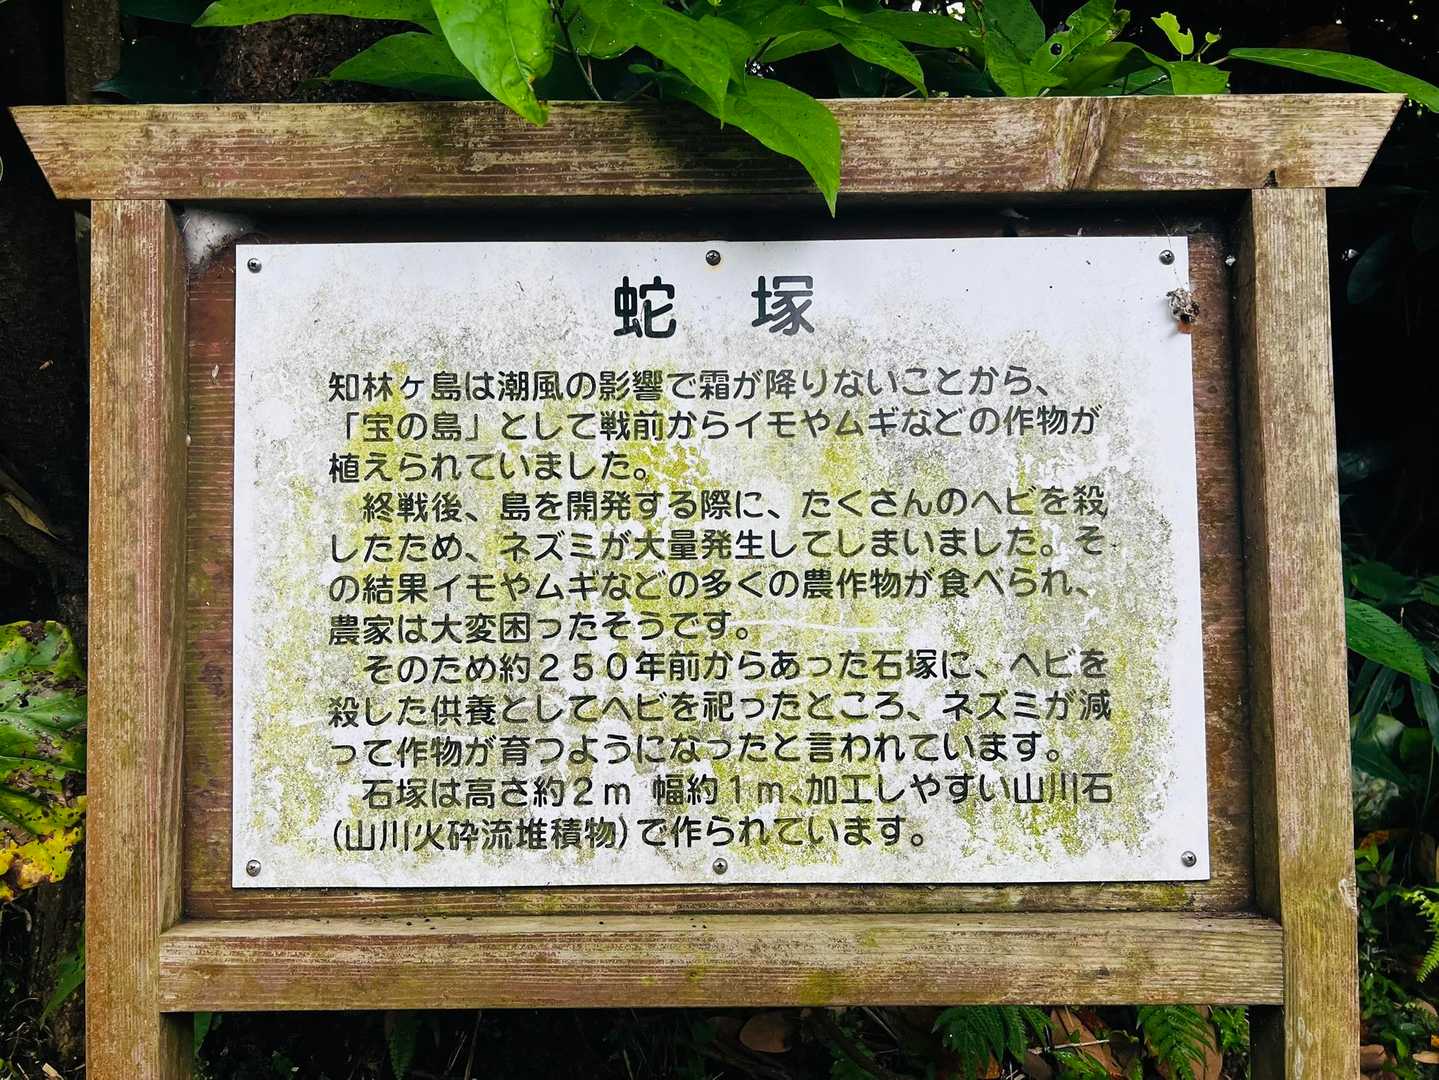 蛇 塚
知林ヶ島は潮風の影響で霜が降りないことから、
「宝の島」として戦前からイモやムギなどの作物が
植えられていました。
　終戦後、島を開発する際に、たくさんのヘビを殺
したため、ネズミが大量発生してしまいました。そ
の結果イモやムギなどの多くの農作物が食べられ、
農家は大変困ったそうです。
　そのため約２５０年前からあった石塚に、ヘビを
殺した供養としてヘビを祀ったところ、ネズミが減
って作物が育つようになったと言われています。
　石塚は高さ約２ｍ 幅約１ｍ、加工しやすい山川石
(山川火砕流堆積物)で作られています。